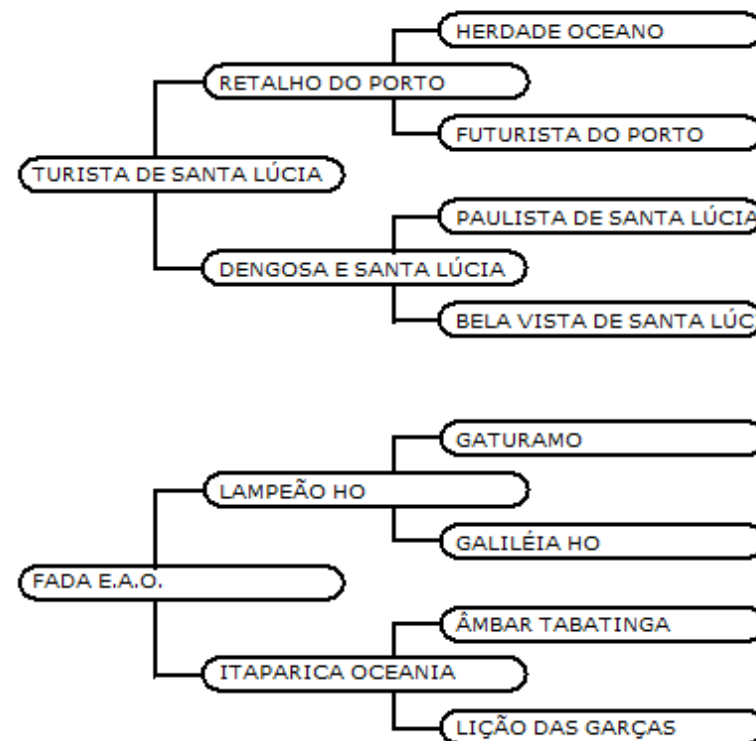 HERDADE OCEANO
RETALHO DO PORTO
FUTURISTA DO PORTO
TURISTA DE SANTA LÚCIA
PAULISTA DE SANTA LÚCIA
DENGOSA E SANTA LÚCIA
BELA VISTA DE SANTA LÚC
GATURAMO
LAMPEÃO HO
GALILÉIA HO
FADA E.A.O.
ÂMBAR TABATINGA
ITAPARICA OCEANIA
LIÇÃO DAS GARÇAS